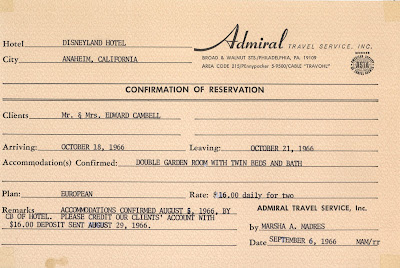 Hotel DISNEYLAND HOTEL
City ANAHEIM, CALIFORNIA
Admiral TRAVEL SERVICE, INC.
BROAD & WALNUT STS./PHILADELPHIA, PA. 19109
AREA CODE 215/PEnnypacker 5-9500/CABLE "TRAVONL"
ASTA
CONFIRMATION OF RESERVATION
Clients Mr. & Mrs. EDWARD CAMBELL
Arriving: OCTOBER 18, 1966 Leaving: OCTOBER 21, 1966
Accommodation(s) Confirmed: DOUBLE GARDEN ROOM WITH TWIN BEDS AND BATH
Plan: EUROPEAN Rate: $16.00 daily for two
Remarks ACCOMMODATIONS CONFIRMED AUGUST 5, 1966, BY
CB OF HOTEL. PLEASE CREDIT OUR CLIENTS' ACCOUNT WITH
$16.00 DEPOSIT SENT AUGUST 29, 1966.
ADMIRAL TRAVEL SERVICE, Inc.
by MARSHA A. MADRES
Date SEPTEMBER 6, 1966 MAM/rr